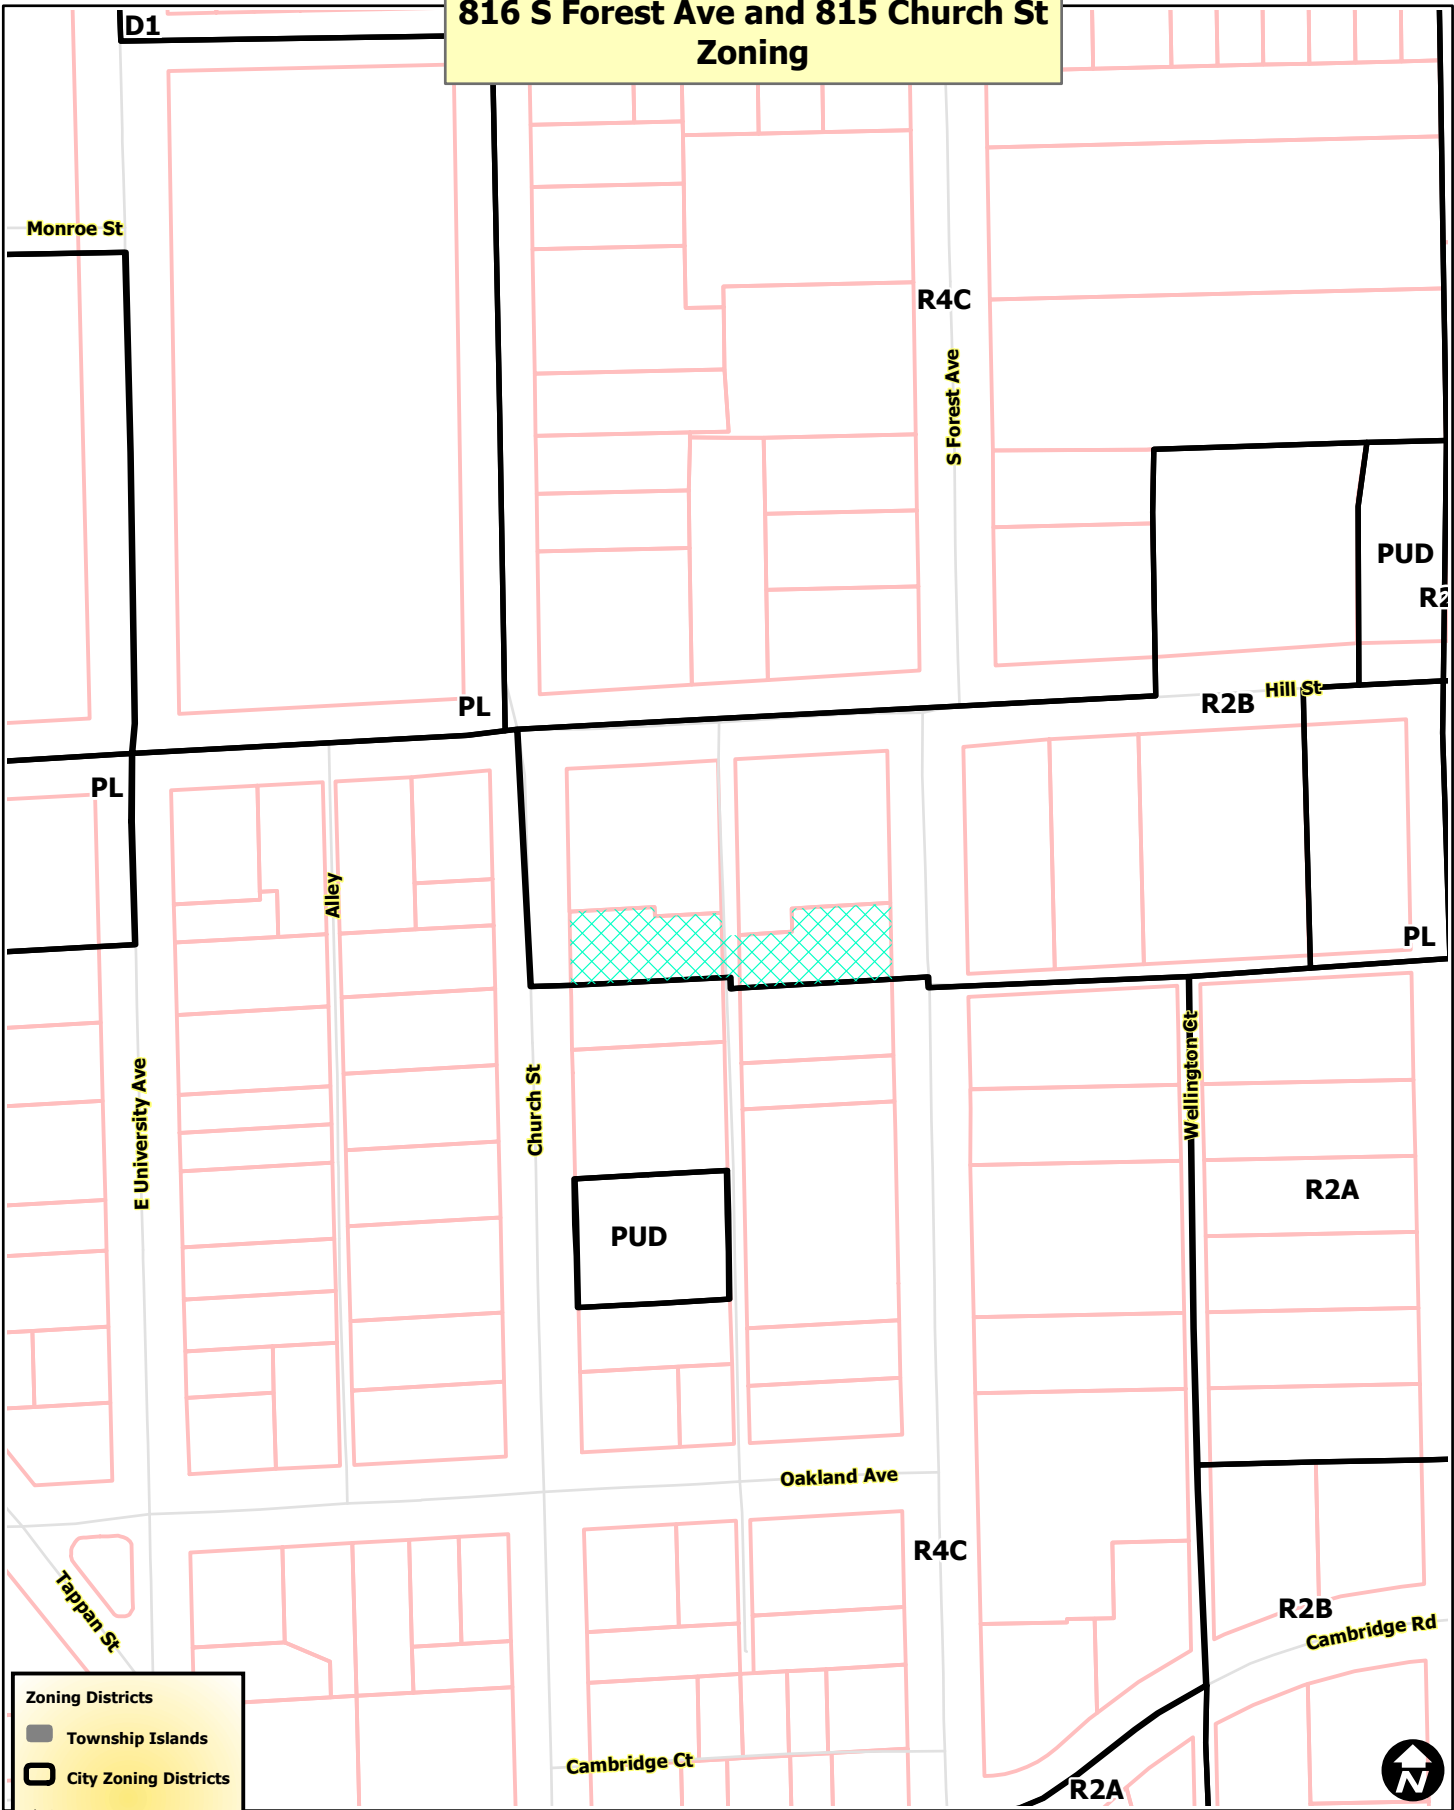 816 S Forest Ave and 815 Church St
Zoning
D1
Monroe St
R4C
S Forest Ave
PUD
Hill St
R2B
PL
PL
Alley
PL
Wellington Ct
E University Ave
Church St
R2A
PUD
Oakland Ave
R4C
Tappan St
R2B
Cambridge Rd
Zoning Districts
Township Islands
City Zoning Districts
Cambridge Ct
R2A
N